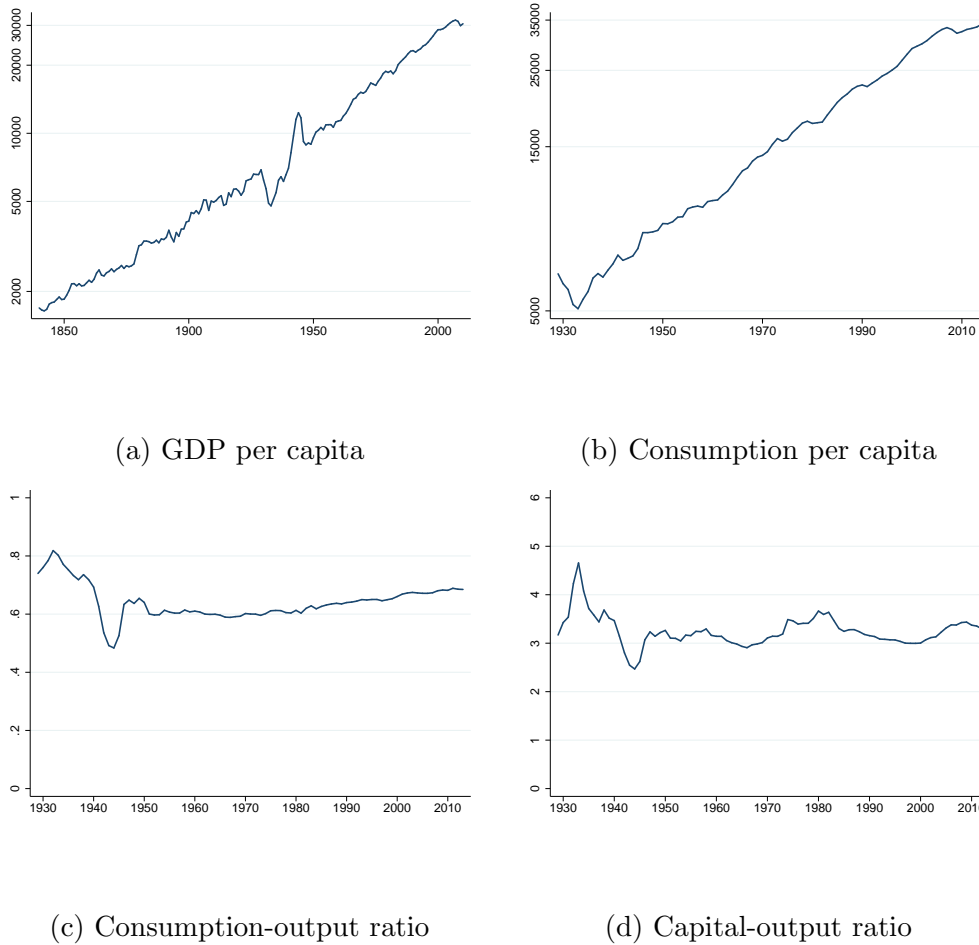 30000
20000
10000
5000
2000
1850 1900 1950 2000
(a) GDP per capita
35000
25000
15000
5000
1930 1950 1970 1990 2010
(b) Consumption per capita
1
.8
.6
.4
.2
0
1930 1940 1950 1960 1970 1980 1990 2000 2010
(c) Consumption-output ratio
6
5
4
3
2
1
0
1930 1940 1950 1960 1970 1980 1990 2000
(d) Capital-output ratio